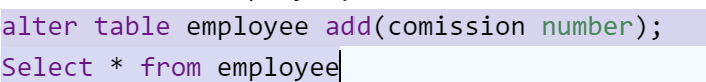 alter table employee add(comission number);
Select * from employee